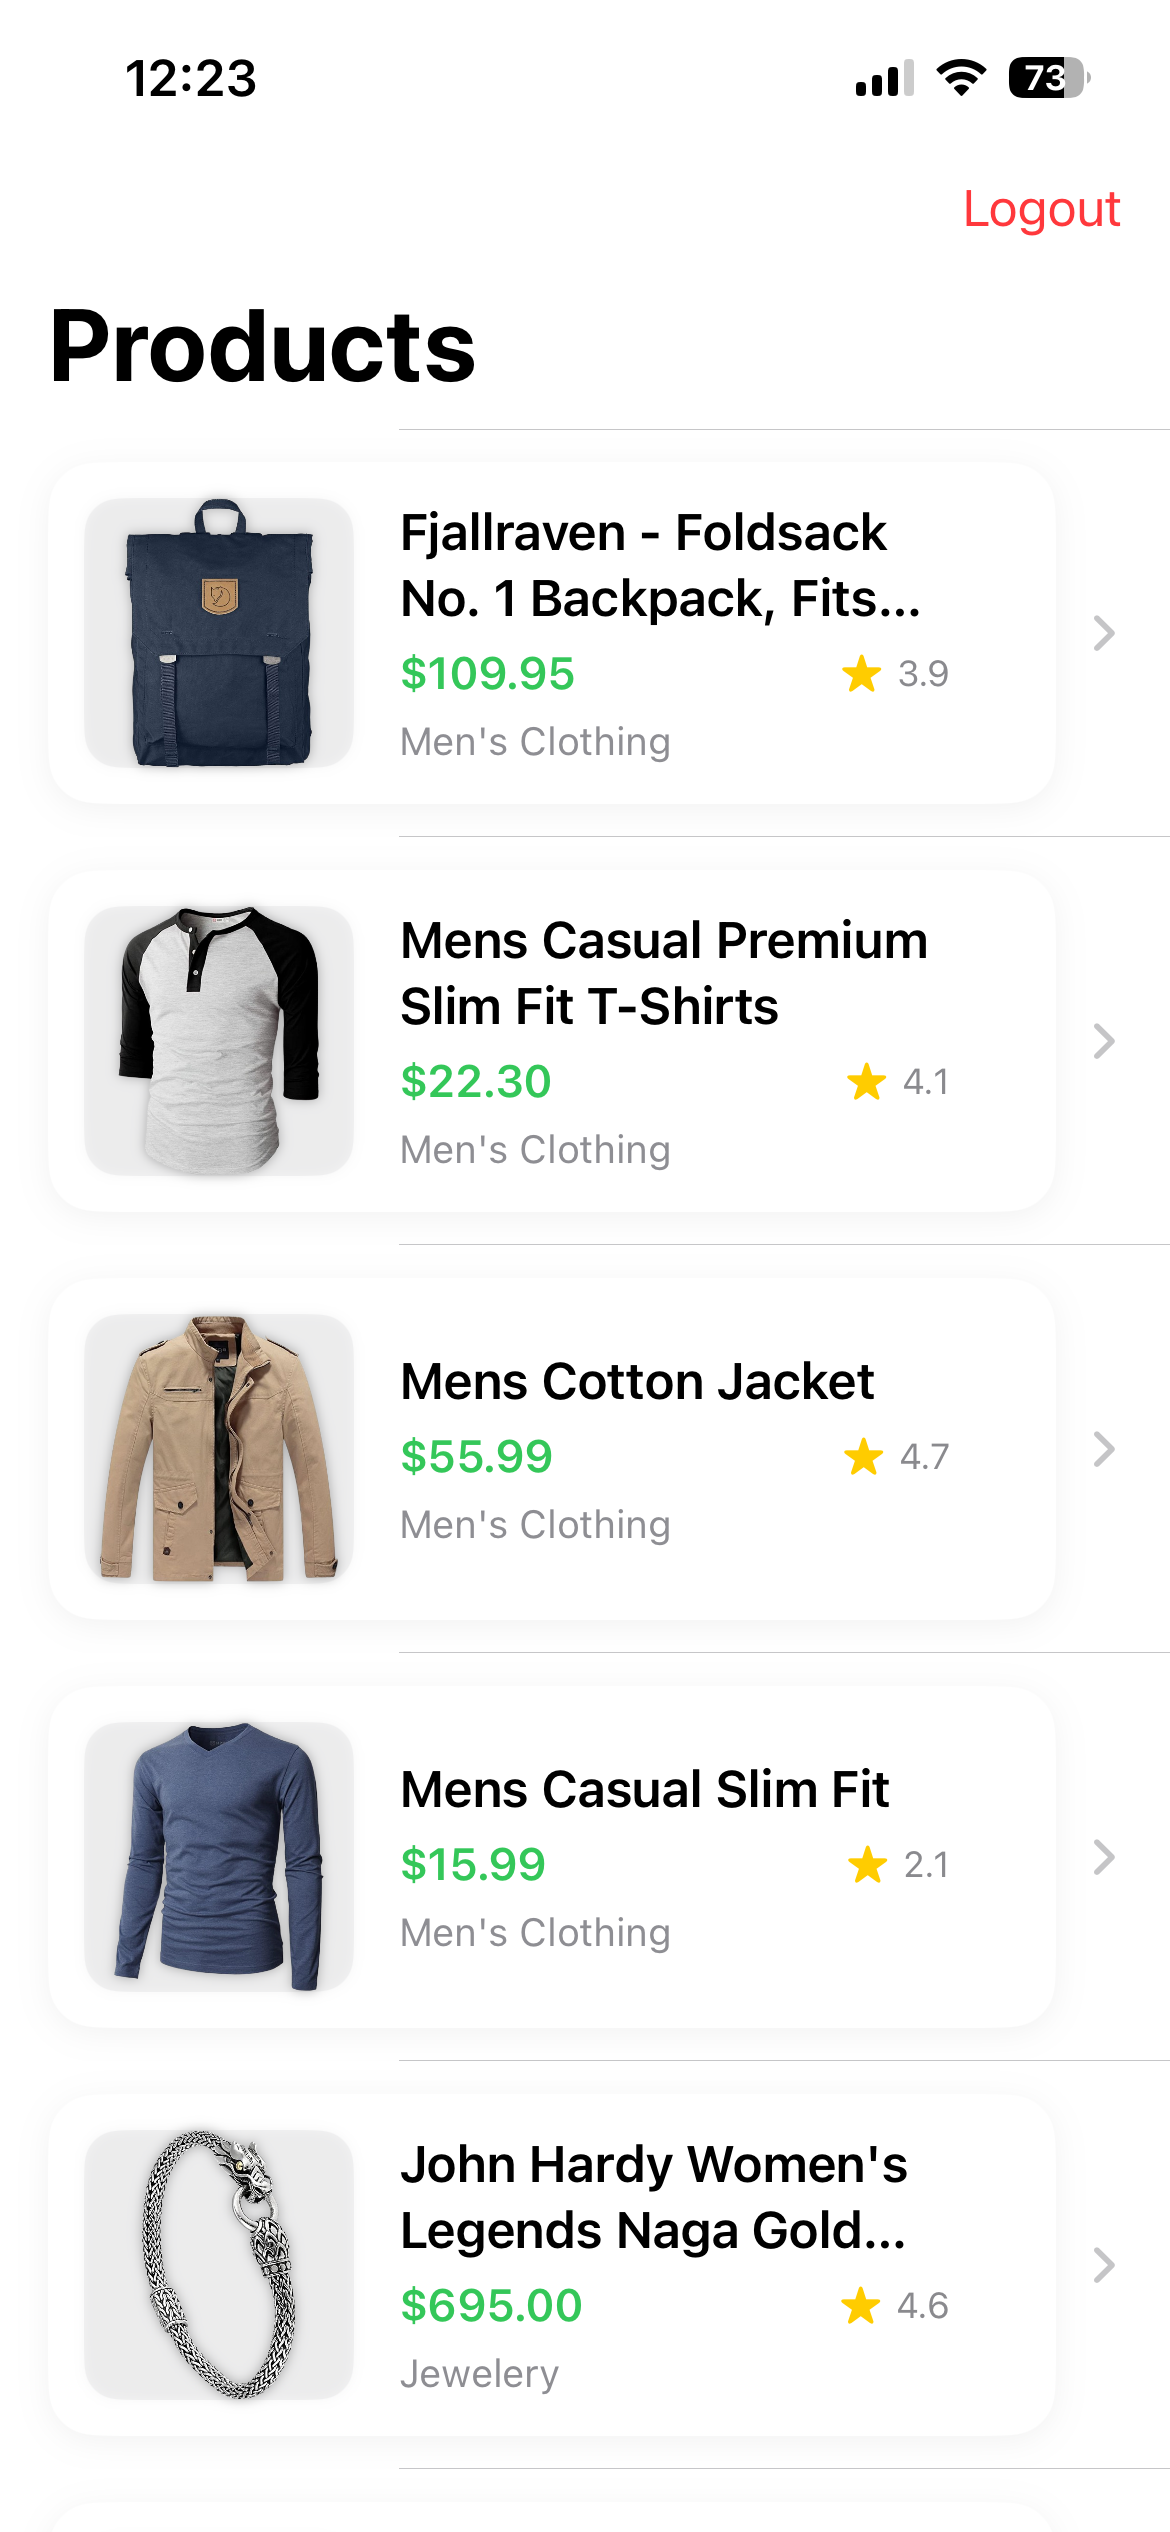 12:23
73
Logout
Products
Fjallraven - Foldsack
No. 1 Backpack, Fits...
$109.95
3.9
Men's Clothing
Mens Casual Premium
Slim Fit T-Shirts
$22.30
4.1
Men's Clothing
Mens Cotton Jacket
$55.99
4.7
Men's Clothing
Mens Casual Slim Fit
$15.99
2.1
Men's Clothing
John Hardy Women's
Legends Naga Gold...
$695.00
4.6
Jewelery